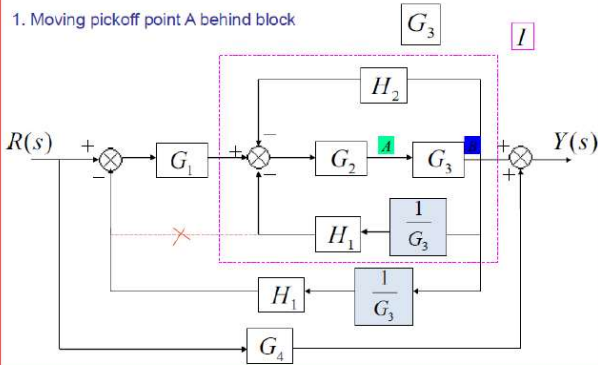 1. Moving pickoff point A behind block
G3
I
H2
R(s) + − G1 + − − G2 A G3 B + + Y(s)
H1 1/G3
H1 1/G3
G4